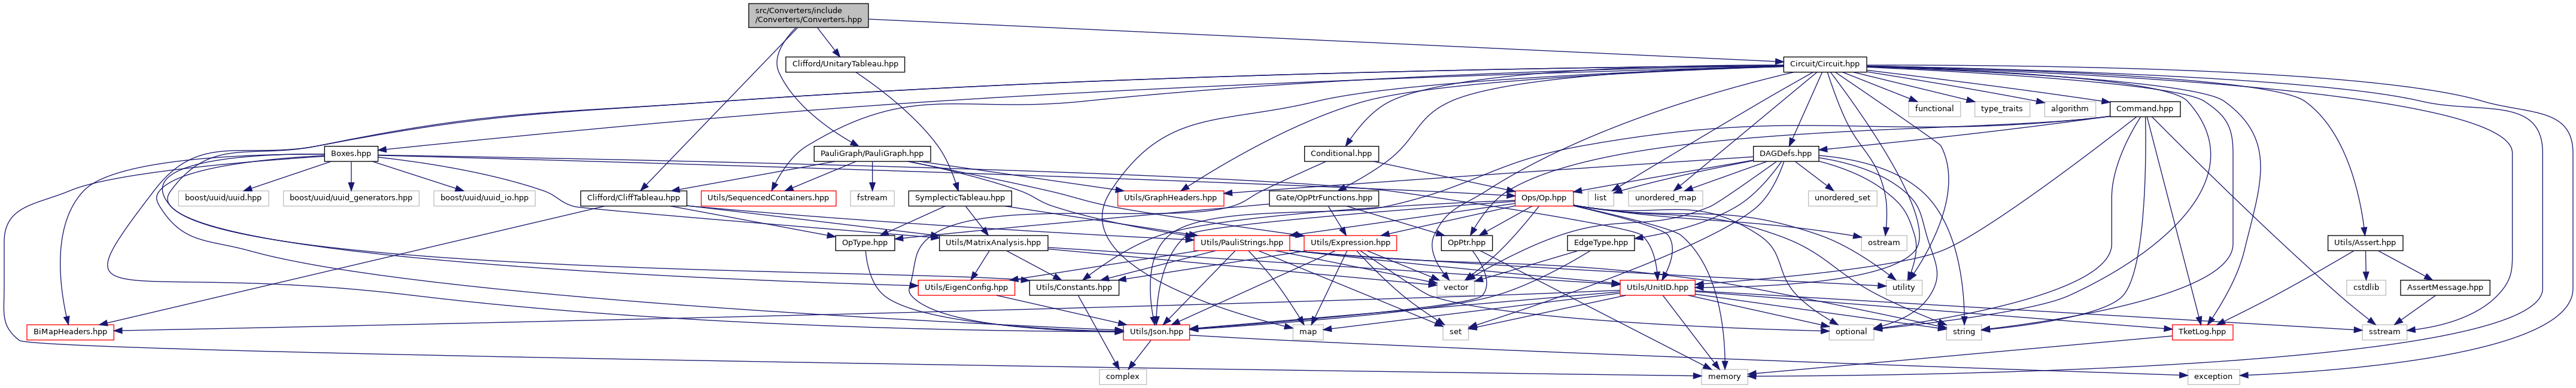 src/Converters/include
/Converters/Converters.hpp
Clifford/UnitaryTableau.hpp
Circuit/Circuit.hpp
functional
type_traits
algorithm
Command.hpp
Boxes.hpp
PauliGraph/PauliGraph.hpp
Conditional.hpp
DAGDefs.hpp
boost/uuid/uuid.hpp
boost/uuid/uuid_generators.hpp
boost/uuid/uuid_io.hpp
Clifford/CliffTableau.hpp
Utils/SequencedContainers.hpp
fstream
SymplecticTableau.hpp
Utils/GraphHeaders.hpp
Gate/OpPtrFunctions.hpp
Ops/Op.hpp
list
unordered_map
unordered_set
OpType.hpp
Utils/MatrixAnalysis.hpp
Utils/PauliStrings.hpp
Utils/Expression.hpp
OpPtr.hpp
EdgeType.hpp
ostream
Utils/Assert.hpp
Utils/EigenConfig.hpp
Utils/Constants.hpp
vector
Utils/UnitID.hpp
utility
cstdlib
AssertMessage.hpp
BiMapHeaders.hpp
Utils/Json.hpp
map
set
optional
string
TketLog.hpp
sstream
complex
memory
exception